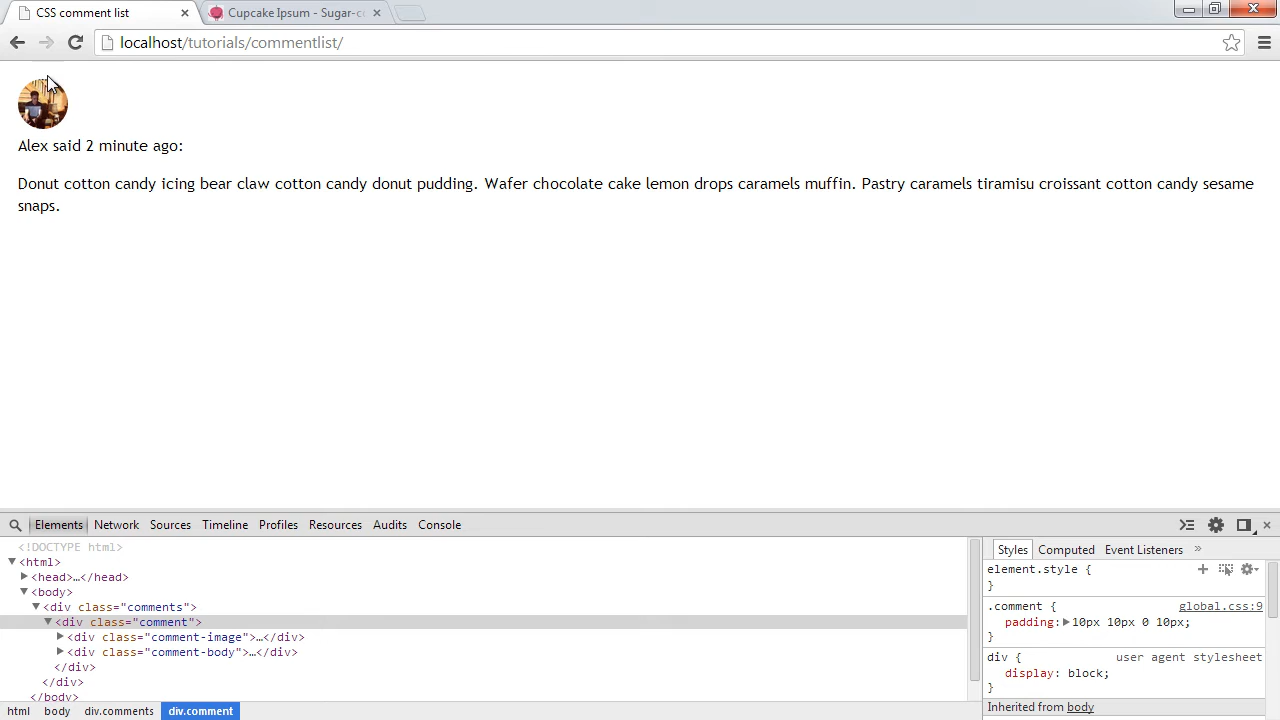 CSS comment list
Cupcake Ipsum - Sugar-c
localhost/tutorials/commentlist/
Alex said 2 minute ago:
Donut cotton candy icing bear claw cotton candy donut pudding. Wafer chocolate cake lemon drops caramels muffin. Pastry caramels tiramisu croissant cotton candy sesame
snaps.
Elements Network Sources Timeline Profiles Resources Audits Console
<!DOCTYPE html>
<html>
<head>…</head>
<body>
<div class="comments">
<div class="comment">
<div class="comment-image">…</div>
<div class="comment-body">…</div>
</div>
</div>
</body>
html body div.comments div.comment
Styles Computed Event Listeners »
element.style {
}
.comment { global.css:9
padding: 10px 10px 0 10px;
}
div { user agent stylesheet
display: block;
}
Inherited from body